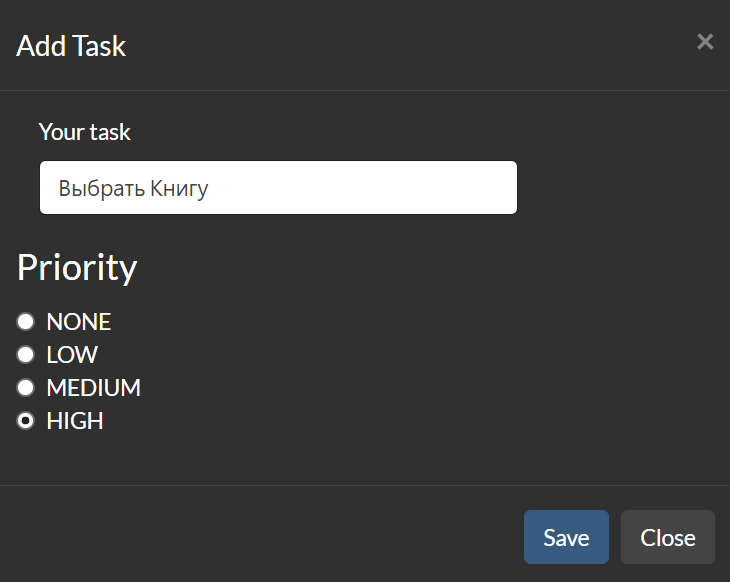 Add Task
×
Your task
Выбрать Книгу
Priority
NONE
LOW
MEDIUM
HIGH
Save Close